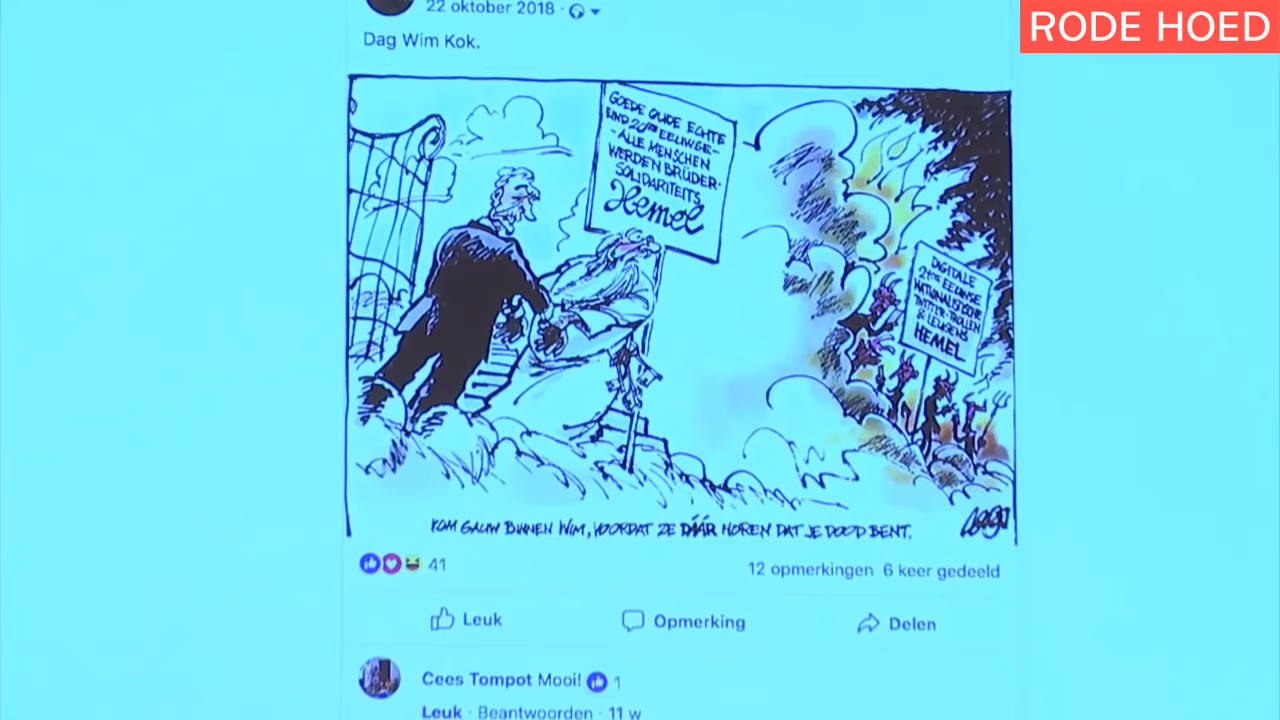 RODE HOED
22 oktober 2018 ·
Dag Wim Kok.
GOEDE OUDE ECHTE
EIND 20STE EEUWSE-
-ALLE MENSCHEN
WERDEN BRÜDER-
SOLIDARITEITS
Hemel
DIGITALE
21STE EEUWSE
NATIONALISTISCHE
TWITTER-TROLLEN
& LEUGENS
HEMEL
KOM GAUW BINNEN WIM, VOORDAT ZE DÁÁR HOREN DAT JE DOOD BENT.
41
12 opmerkingen 6 keer gedeeld
Leuk
Opmerking
Delen
Cees Tompot Mooi! 1
Leuk · Beantwoorden · 11 w